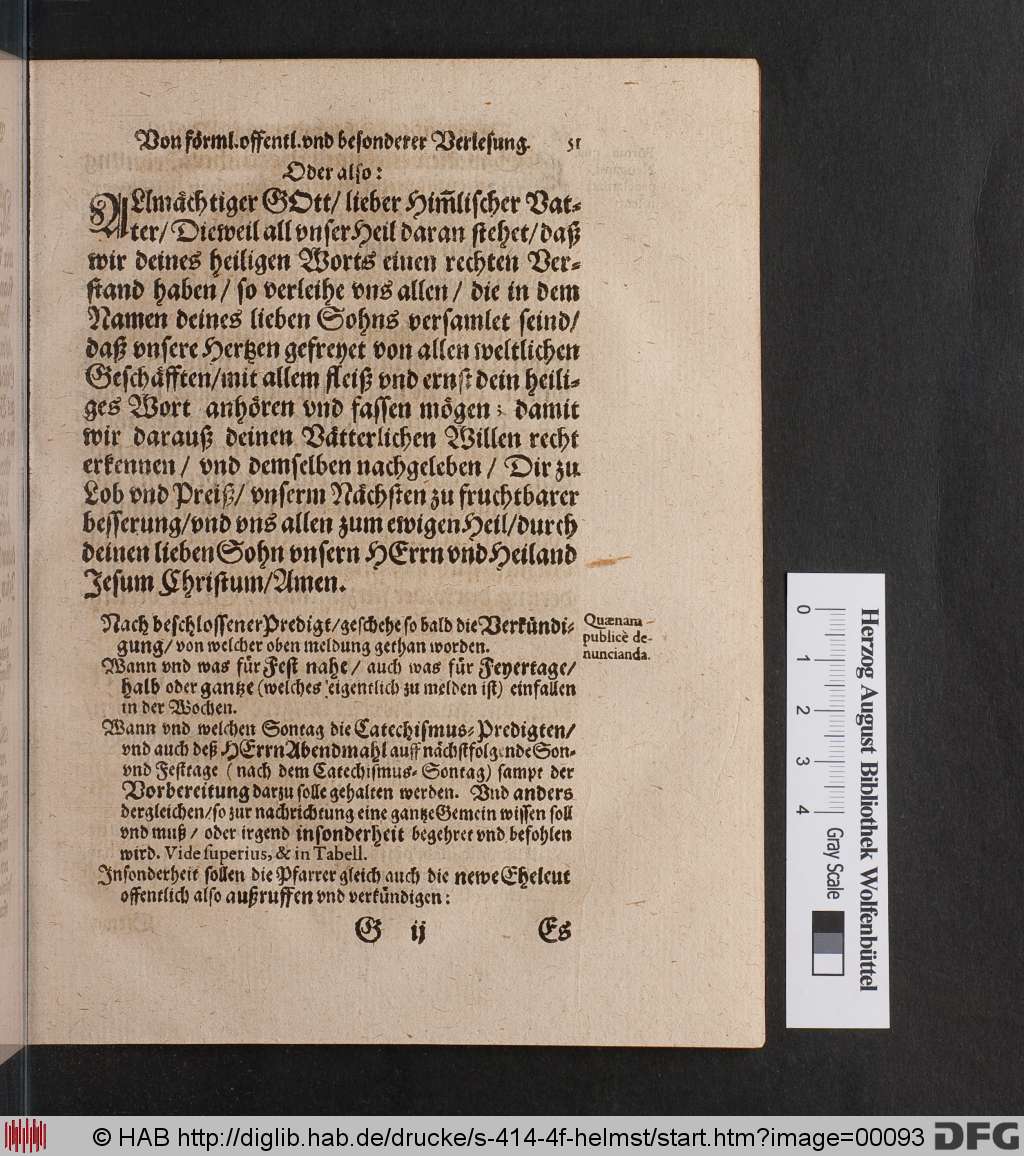 Von förml. offentl. vnd besonderer Verlesung. 51
Oder also:
ALlmächtiger GOtt/ lieber Him̃lischer Vat-
ter/ Dieweil all vnser Heil daran stehet/ daß
wir deines heiligen Worts einen rechten Ver-
stand haben/ so verleihe vns allen/ die in dem
Namen deines lieben Sohns versamlet seind/
daß vnsere Hertzen gefreyet von allen weltlichen
Geschäfften/ mit allem fleiß vnd ernst dein heili-
ges Wort anhören vnd fassen mögen; damit
wir darauß deinen Vätterlichen Willen recht
erkennen/ vnd demselben nachgeleben/ Dir zu
Lob vnd Preiß/ vnserm Nächsten zu fruchtbarer
besserung/ vnd vns allen zum ewigen Heil/ durch
deinen lieben Sohn vnsern HErrn vnd Heiland
Jesum Christum/ Amen.
Nach beschlossener Predigt/ geschehe so bald die Verkündi-
gung/ von welcher oben meldung gethan worden.
Quænam
publicè de-
nuncianda.
Wann vnd was für Fest nahe/ auch was für Feyertage/
halb oder gantze (welches eigentlich zu melden ist) einfallen
in der Wochen.
Wann vnd welchen Sontag die Catechismus-Predigten/
vnd auch deß HErrn Abendmahl auff nächstfolgende Son-
vnd Festtage (nach dem Catechismus-Sontag) sampt der
Vorbereitung darzu solle gehalten werden. Vnd anders
dergleichen/ so zur nachrichtung eine gantze Gemein wissen soll
vnd muß/ oder irgend insonderheit begehret vnd befohlen
wird. Vide superius, & in Tabell.
Insonderheit sollen die Pfarrer gleich auch die newe Eheleut
offentlich also außruffen vnd verkündigen:
G ij Es
0 1 2 3 4
Herzog August Bibliothek Wolfenbüttel
Gray Scale
© HAB http://diglib.hab.de/drucke/s-414-4f-helmst/start.htm?image=00093
DFG